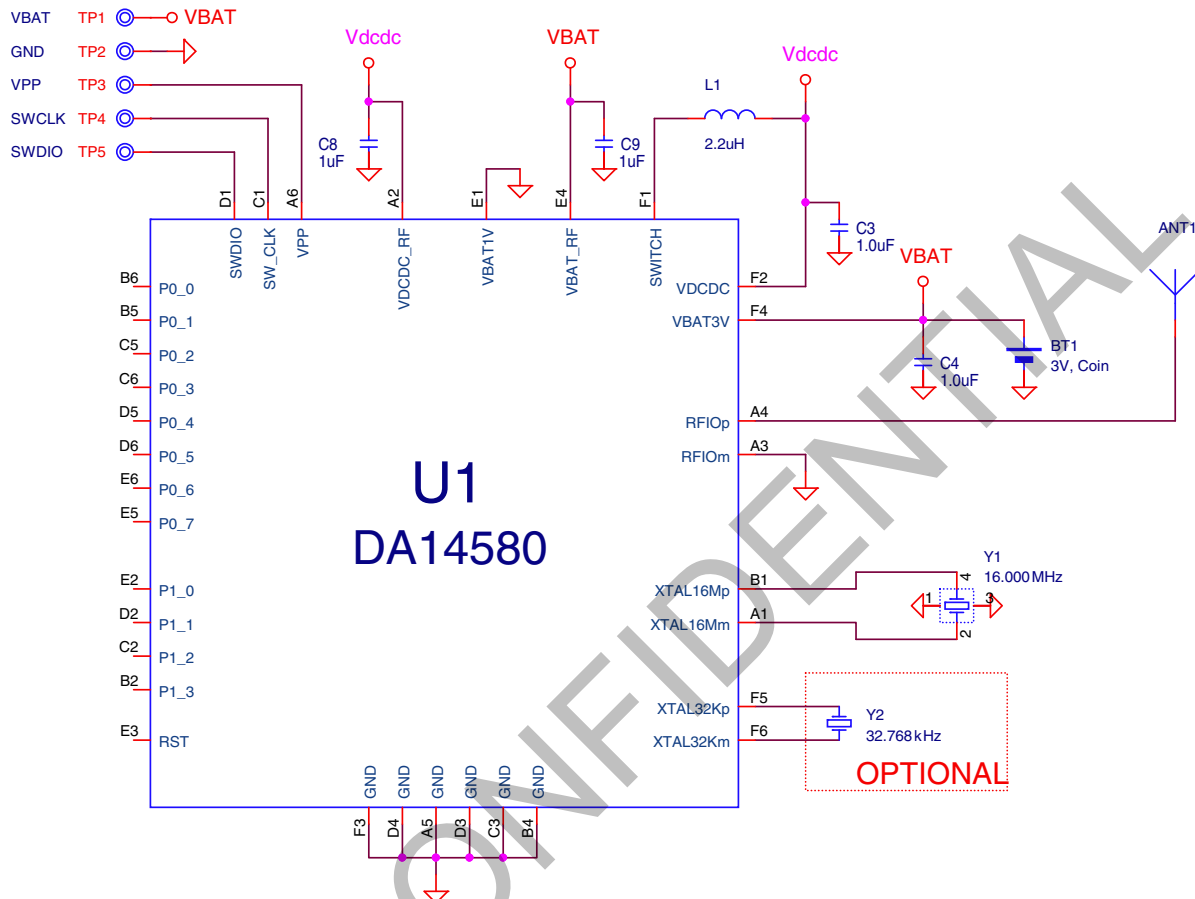 VBAT TP1 VBAT
GND TP2
VPP TP3
SWCLK TP4
SWDIO TP5
Vdcdc
VBAT
Vdcdc
L1
2.2uH
C8
1uF
C9
1uF
C3
1.0uF
ANT1
VBAT
C4
1.0uF
BT1
3V, Coin
D1
C1
A6
A2
E1
E4
F1
SWDIO
SW_CLK
VPP
VDCDC_RF
VBAT1V
VBAT_RF
SWITCH
B6 P0_0
B5 P0_1
C5 P0_2
C6 P0_3
D5 P0_4
D6 P0_5
E6 P0_6
E5 P0_7
E2 P1_0
D2 P1_1
C2 P1_2
B2 P1_3
E3 RST
U1
DA14580
VDCDC F2
VBAT3V F4
RFIOp A4
RFIOm A3
XTAL16Mp B1
XTAL16Mm A1
XTAL32Kp F5
XTAL32Km F6
Y1
16.000MHz
4
1
3
2
Y2
32.768kHz
OPTIONAL
GND
GND
GND
GND
GND
GND
F3
D4
A5
D3
C3
B4
ONFIDENTIAL